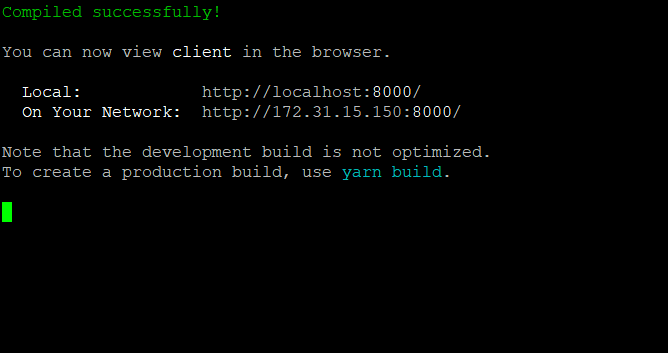 Compiled successfully!
You can now view client in the browser.
Local: http://localhost:8000/
On Your Network: http://172.31.15.150:8000/
Note that the development build is not optimized.
To create a production build, use yarn build.